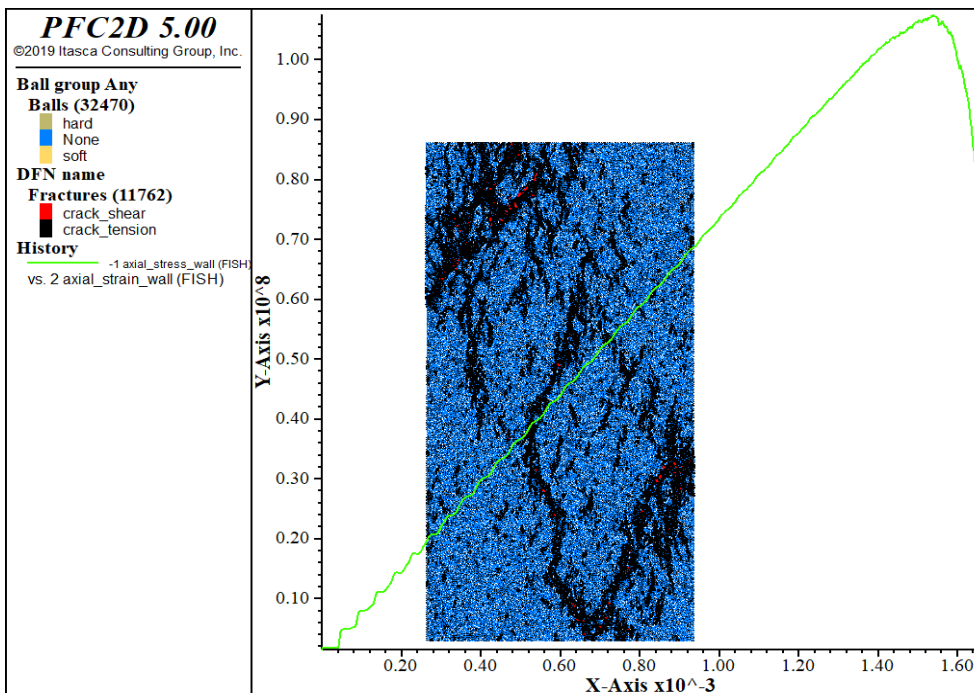 PFC2D 5.00
©2019 Itasca Consulting Group, Inc.
Ball group Any
Balls (32470)
hard
None
soft
DFN name
Fractures (11762)
crack_shear
crack_tension
History
-1 axial_stress_wall (FISH)
vs. 2 axial_strain_wall (FISH)
Y-Axis x10^8
1.00
0.90
0.80
0.70
0.60
0.50
0.40
0.30
0.20
0.10
0.20 0.40 0.60 0.80 1.00 1.20 1.40 1.60
X-Axis x10^-3